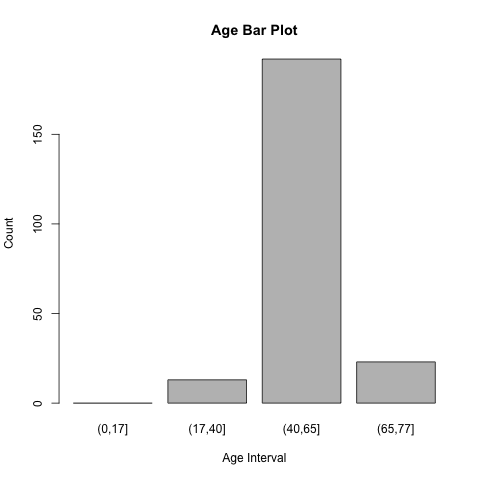 Age Bar Plot
Count
150
100
50
0
(0,17]
(17,40]
(40,65]
(65,77]
Age Interval